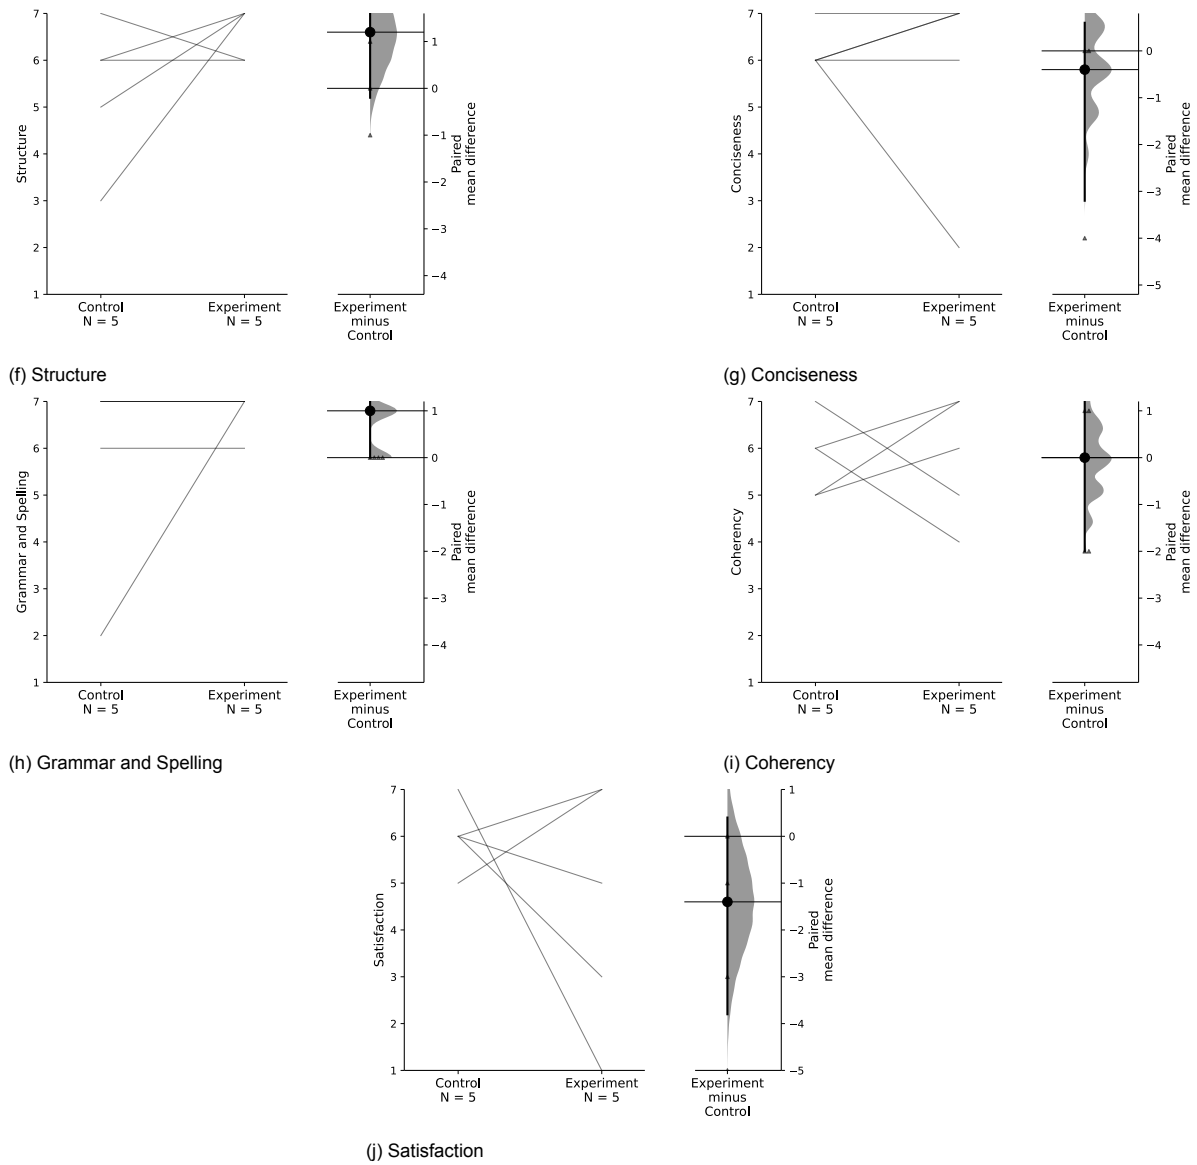 7
6
5
4
3
2
1
Structure
Control
N = 5
Experiment
N = 5
1
0
−1
−2
−3
−4
Paired
mean difference
Experiment
minus
Control
(f) Structure
7
6
5
4
3
2
1
Conciseness
Control
N = 5
Experiment
N = 5
0
−1
−2
−3
−4
−5
Paired
mean difference
Experiment
minus
Control
(g) Conciseness
7
6
5
4
3
2
1
Grammar and Spelling
Control
N = 5
Experiment
N = 5
1
0
−1
−2
−3
−4
Paired
mean difference
Experiment
minus
Control
(h) Grammar and Spelling
7
6
5
4
3
2
1
Coherency
Control
N = 5
Experiment
N = 5
1
0
−1
−2
−3
−4
Paired
mean difference
Experiment
minus
Control
(i) Coherency
7
6
5
4
3
2
1
Satisfaction
Control
N = 5
Experiment
N = 5
1
0
−1
−2
−3
−4
−5
Paired
mean difference
Experiment
minus
Control
(j) Satisfaction